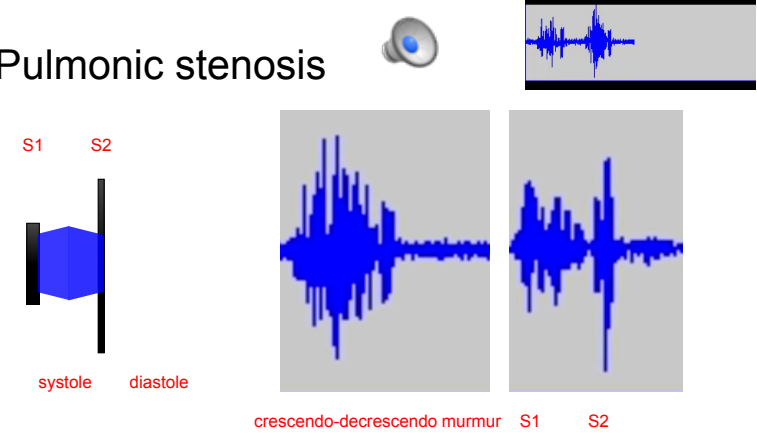 Pulmonic stenosis
S1 S2
systole diastole
crescendo-decrescendo murmur S1 S2